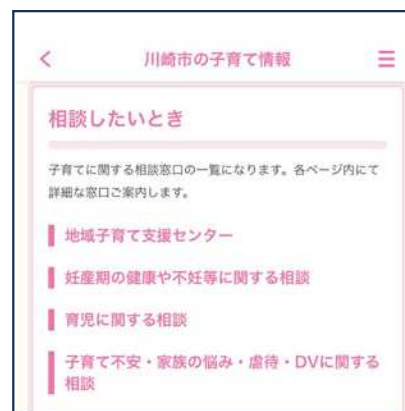 川崎市の子育て情報
相談したいとき
子育てに関する相談窓口の一覧になります。各ページ内にて
詳細な窓口ご案内します。
地域子育て支援センター
妊産期の健康や不妊等に関する相談
育児に関する相談
子育て不安・家族の悩み・虐待・DVに関する
相談